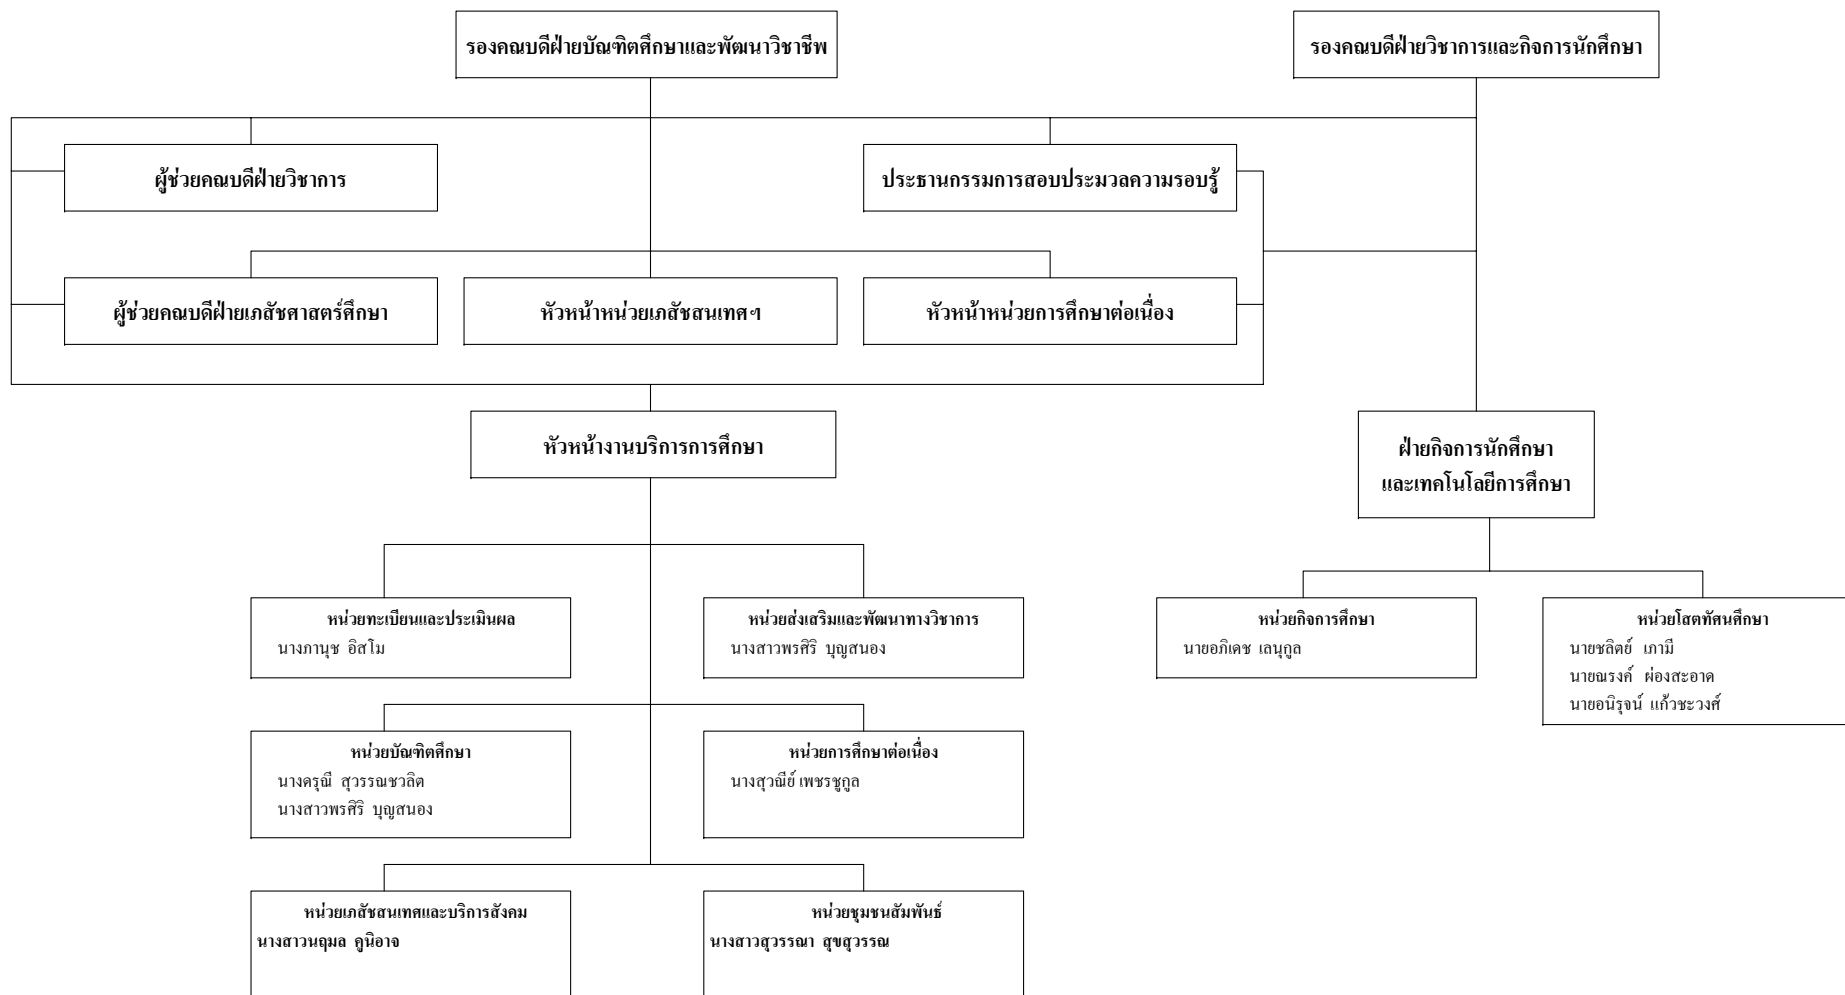 รองคณบดีฝ่ายบัณฑิตศึกษาและพัฒนาวิชาชีพ
รองคณบดีฝ่ายวิชาการและกิจการนักศึกษา
ผู้ช่วยคณบดีฝ่ายวิชาการ
ประธานกรรมการสอบประมวลความรอบรู้
ผู้ช่วยคณบดีฝ่ายเภสัชศาสตร์ศึกษา
หัวหน้าหน่วยเภสัชสนเทศฯ
หัวหน้าหน่วยการศึกษาต่อเนื่อง
หัวหน้างานบริการการศึกษา
ฝ่ายกิจการนักศึกษา
และเทคโนโลยีการศึกษา
หน่วยทะเบียนและประเมินผล
นางภานุช อิสโม
หน่วยส่งเสริมและพัฒนาทางวิชาการ
นางสาวพรศิริ บุญสนอง
หน่วยกิจการศึกษา
นายอภิเดช เลนุกูล
หน่วยโสตทัศนศึกษา
นายชลิตย์ เภามี
นายณรงค์ ผ่องสะอาด
นายอนิรุจน์ แก้วชะวงศ์
หน่วยบัณฑิตศึกษา
นางดรุณี สุวรรณชวลิต
นางสาวพรศิริ บุญสนอง
หน่วยการศึกษาต่อเนื่อง
นางสุวณีย์ เพชรชูกูล
หน่วยเภสัชสนเทศและบริการสังคม
นางสาวนฤมล คูนิอาจ
หน่วยชุมชนสัมพันธ์
นางสาวสุวรรณา สุขสุวรรณ